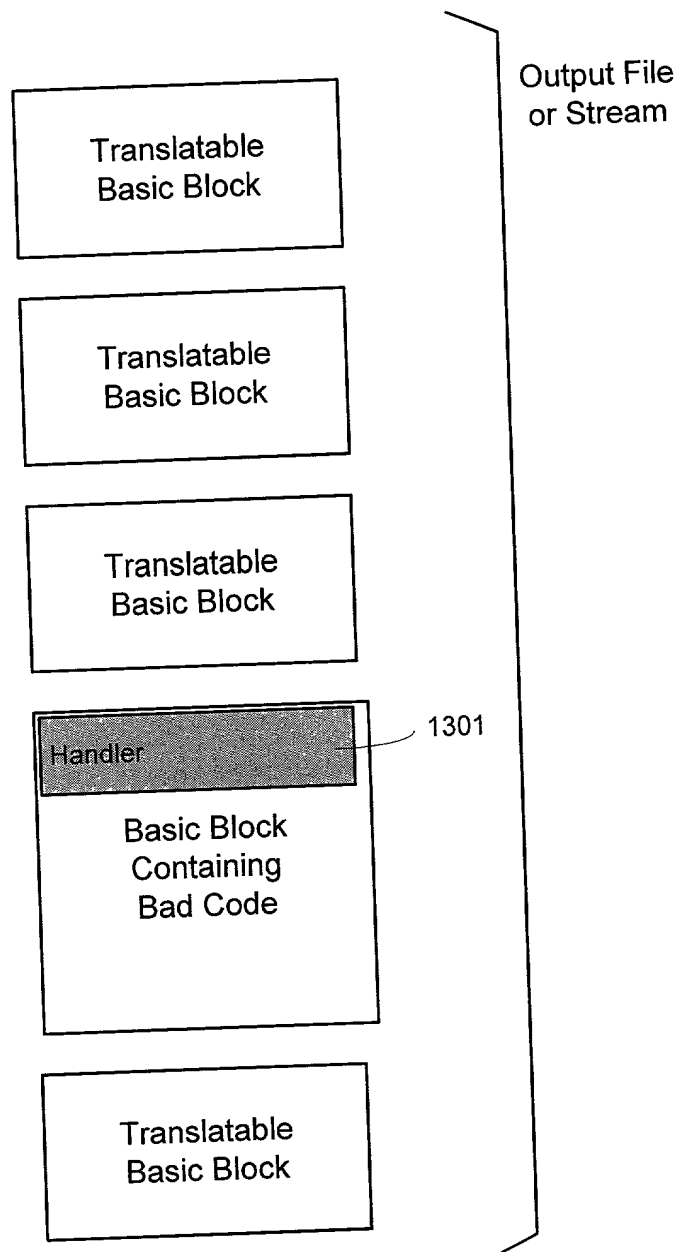 Output File
or Stream
Translatable
Basic Block
Translatable
Basic Block
Translatable
Basic Block
Handler
1301
Basic Block
Containing
Bad Code
Translatable
Basic Block